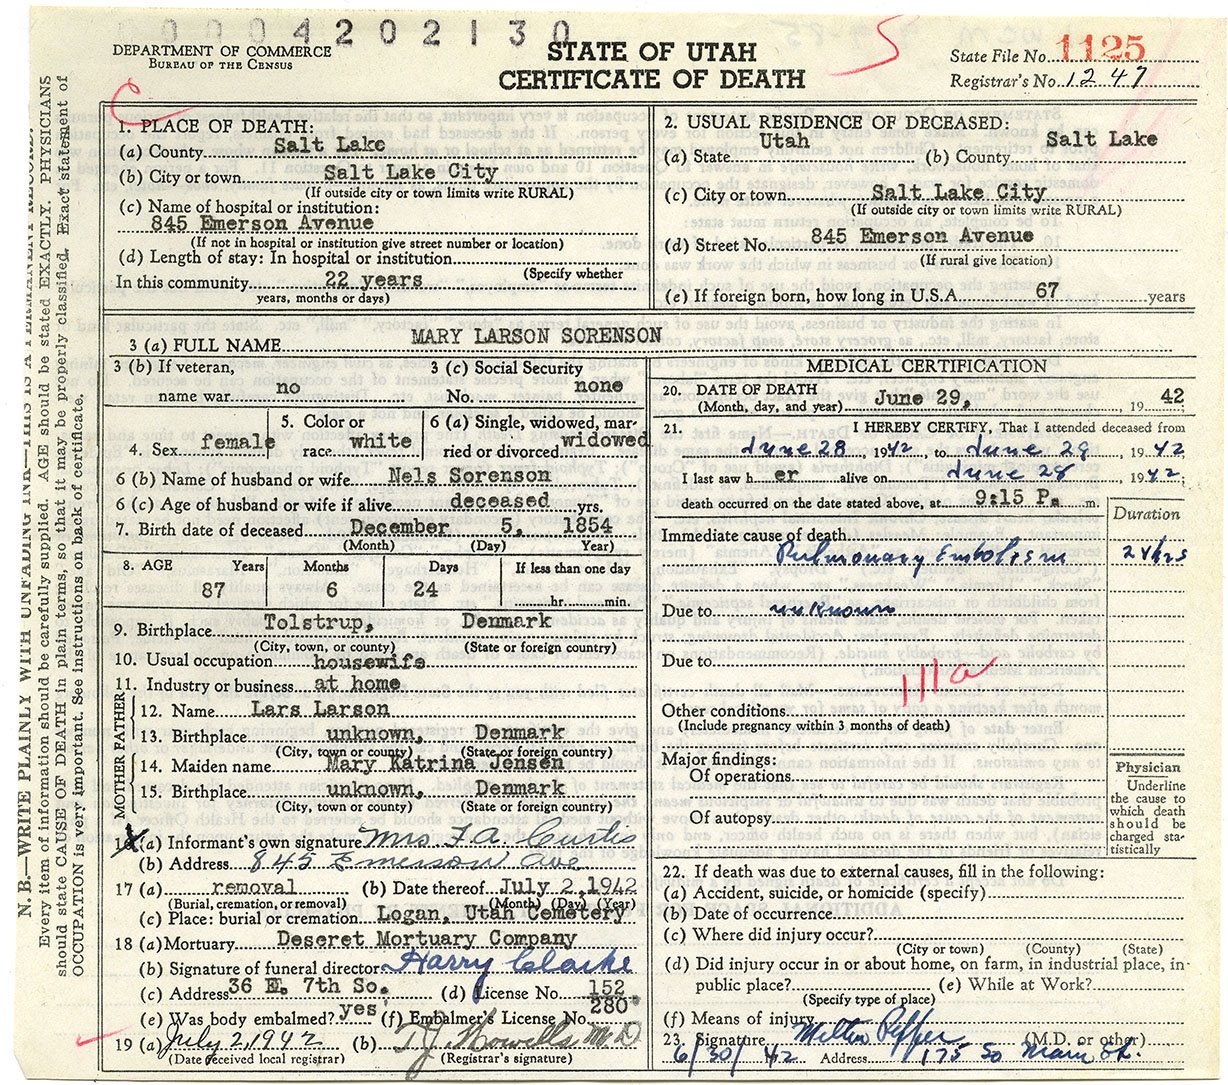 0 0 0 4 2 0 2 1 3 0
DEPARTMENT OF COMMERCE
BUREAU OF THE CENSUS
STATE OF UTAH
CERTIFICATE OF DEATH
5
State File No. 1125
Registrar's No. 1247
N. B.—WRITE PLAINLY WITH UNFADING INK—THIS IS A PERMANENT RECORD.
Every item of information should be carefully supplied. AGE should be stated EXACTLY. PHYSICIANS
should state CAUSE OF DEATH in plain terms, so that it may be properly classified. Exact statement of
OCCUPATION is very important. See instructions on back of certificate.
C
1. PLACE OF DEATH:
(a) County Salt Lake
(b) City or town Salt Lake City
(If outside city or town limits write RURAL)
(c) Name of hospital or institution:
845 Emerson Avenue
(If not in hospital or institution give street number or location)
(d) Length of stay: In hospital or institution
(Specify whether
In this community 22 years
years, months or days)
2. USUAL RESIDENCE OF DECEASED:
(a) State Utah (b) County Salt Lake
(c) City or town Salt Lake City
(If outside city or town limits write RURAL)
(d) Street No. 845 Emerson Avenue
(If rural give location)
(e) If foreign born, how long in U.S.A. 67 years
3 (a) FULL NAME MARY LARSON SORENSON
3 (b) If veteran, name war no
3 (c) Social Security No. none
4. Sex female
5. Color or race white
6 (a) Single, widowed, married or divorced widowed
6 (b) Name of husband or wife Nels Sorenson
6 (c) Age of husband or wife if alive deceased yrs.
7. Birth date of deceased December 5, 1854
(Month) (Day) Year)
8. AGE Years Months Days If less than one day
87 6 24 hr. min.
9. Birthplace Tolstrup, Denmark
(City, town, or county) (State or foreign country)
10. Usual occupation housewife
11. Industry or business at home
FATHER
12. Name Lars Larson
13. Birthplace unknown, Denmark
(City, town or county) (State or foreign country)
MOTHER
14. Maiden name Mary Katrina Jensen
15. Birthplace unknown, Denmark
(City, town or county) (State or foreign country)
16 (a) Informant's own signature Mrs. F. A. Curtis
(b) Address 845 Emerson Ave
17 (a) removal (b) Date thereof July 2, 1942
(Burial, cremation, or removal) (Month) (Day) (Year)
(c) Place: burial or cremation Logan, Utah Cemetery
18 (a) Mortuary Deseret Mortuary Company
(b) Signature of funeral director Harry Clarke
(c) Address 36 E. 7th So. (d) License No. 152
(e) Was body embalmed? yes (f) Embalmer's License No. 280
19 (a) July 2, 1942 (b) T J Howells MD
(Date received local registrar) (Registrar's signature)
MEDICAL CERTIFICATION
20. DATE OF DEATH
(Month, day, and year) June 29, 1942
21. I HEREBY CERTIFY, That I attended deceased from
June 28 1942, to June 29, 1942
I last saw h er alive on June 28 1942,
death occurred on the date stated above, at 9:15 P. m.
Duration
Immediate cause of death
Pulmonary Embolism 24 hrs
Due to unknown
Due to
111a
Other conditions
(Include pregnancy within 3 months of death)
Major findings:
Of operations
Of autopsy
Physician
Underline
the cause to
which death
should be
charged sta-
tistically
22. If death was due to external causes, fill in the following:
(a) Accident, suicide, or homicide (specify)
(b) Date of occurrence
(c) Where did injury occur?
(City or town) (County) (State)
(d) Did injury occur in or about home, on farm, in industrial place, in
public place? (e) While at Work?
(Specify type of place)
(f) Means of injury
23. Signature Milton Pepper (M.D. or other)
6/30/42 Address 175 So Main St.